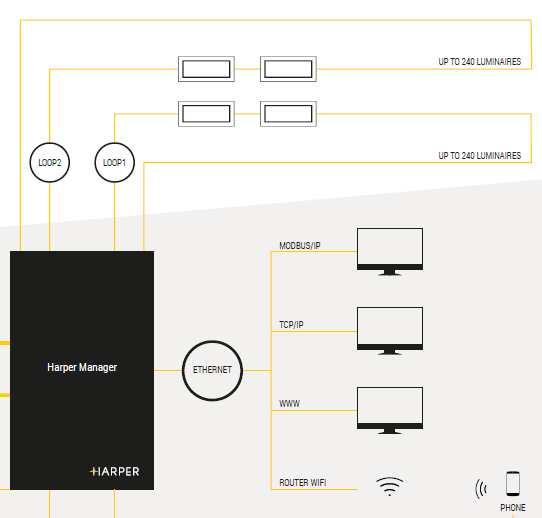 UP TO 240 LUMINAIRES
LOOP2
LOOP1
UP TO 240 LUMINAIRES
MODBUS/IP
TCP/IP
Harper Manager
ETHERNET
WWW
HARPER
ROUTER WIFI
PHONE